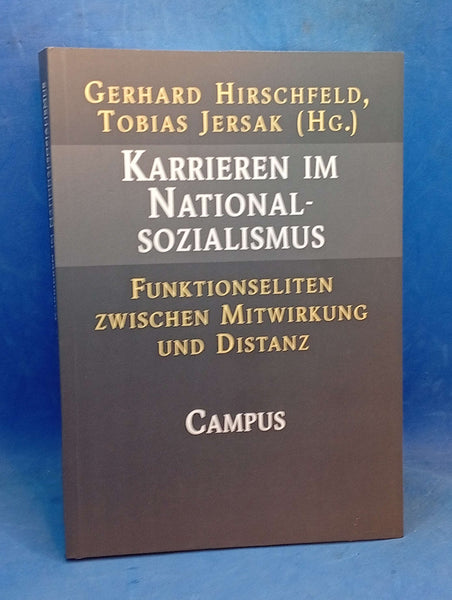 GERHARD HIRSCHFELD,
TOBIAS JERSAK (HG.)
KARRIEREN IM
NATIONAL-
SOZIALISMUS
FUNKTIONSELITEN
ZWISCHEN MITWIRKUNG
UND DISTANZ
CAMPUS